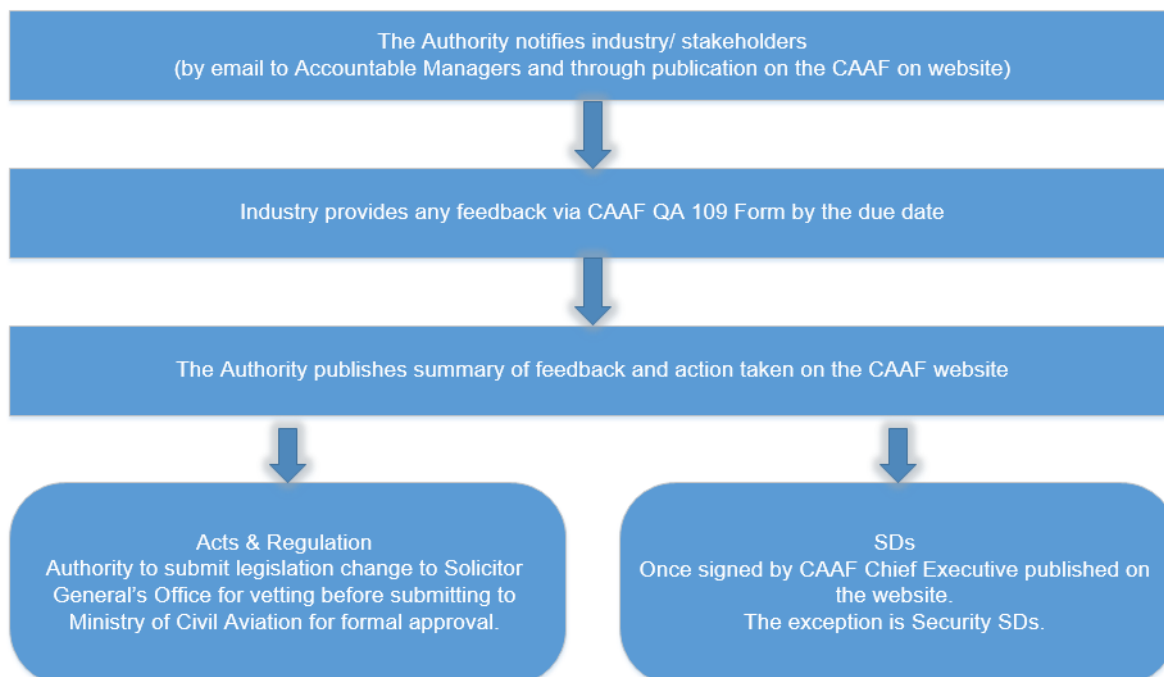 The Authority notifies industry/ stakeholders
(by email to Accountable Managers and through publication on the CAAF on website)
Industry provides any feedback via CAAF QA 109 Form by the due date
The Authority publishes summary of feedback and action taken on the CAAF website
Acts & Regulation
Authority to submit legislation change to Solicitor
General's Office for vetting before submitting to
Ministry of Civil Aviation for formal approval.
SDs
Once signed by CAAF Chief Executive published on
the website.
The exception is Security SDs.